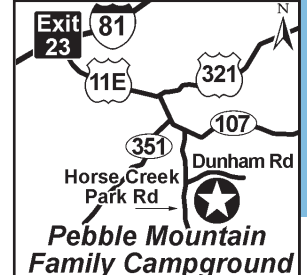 N
Exit
23
81
11E
321
107
351
Dunham Rd
Horse Creek
Park Rd
Pebble Mountain
Family Campground